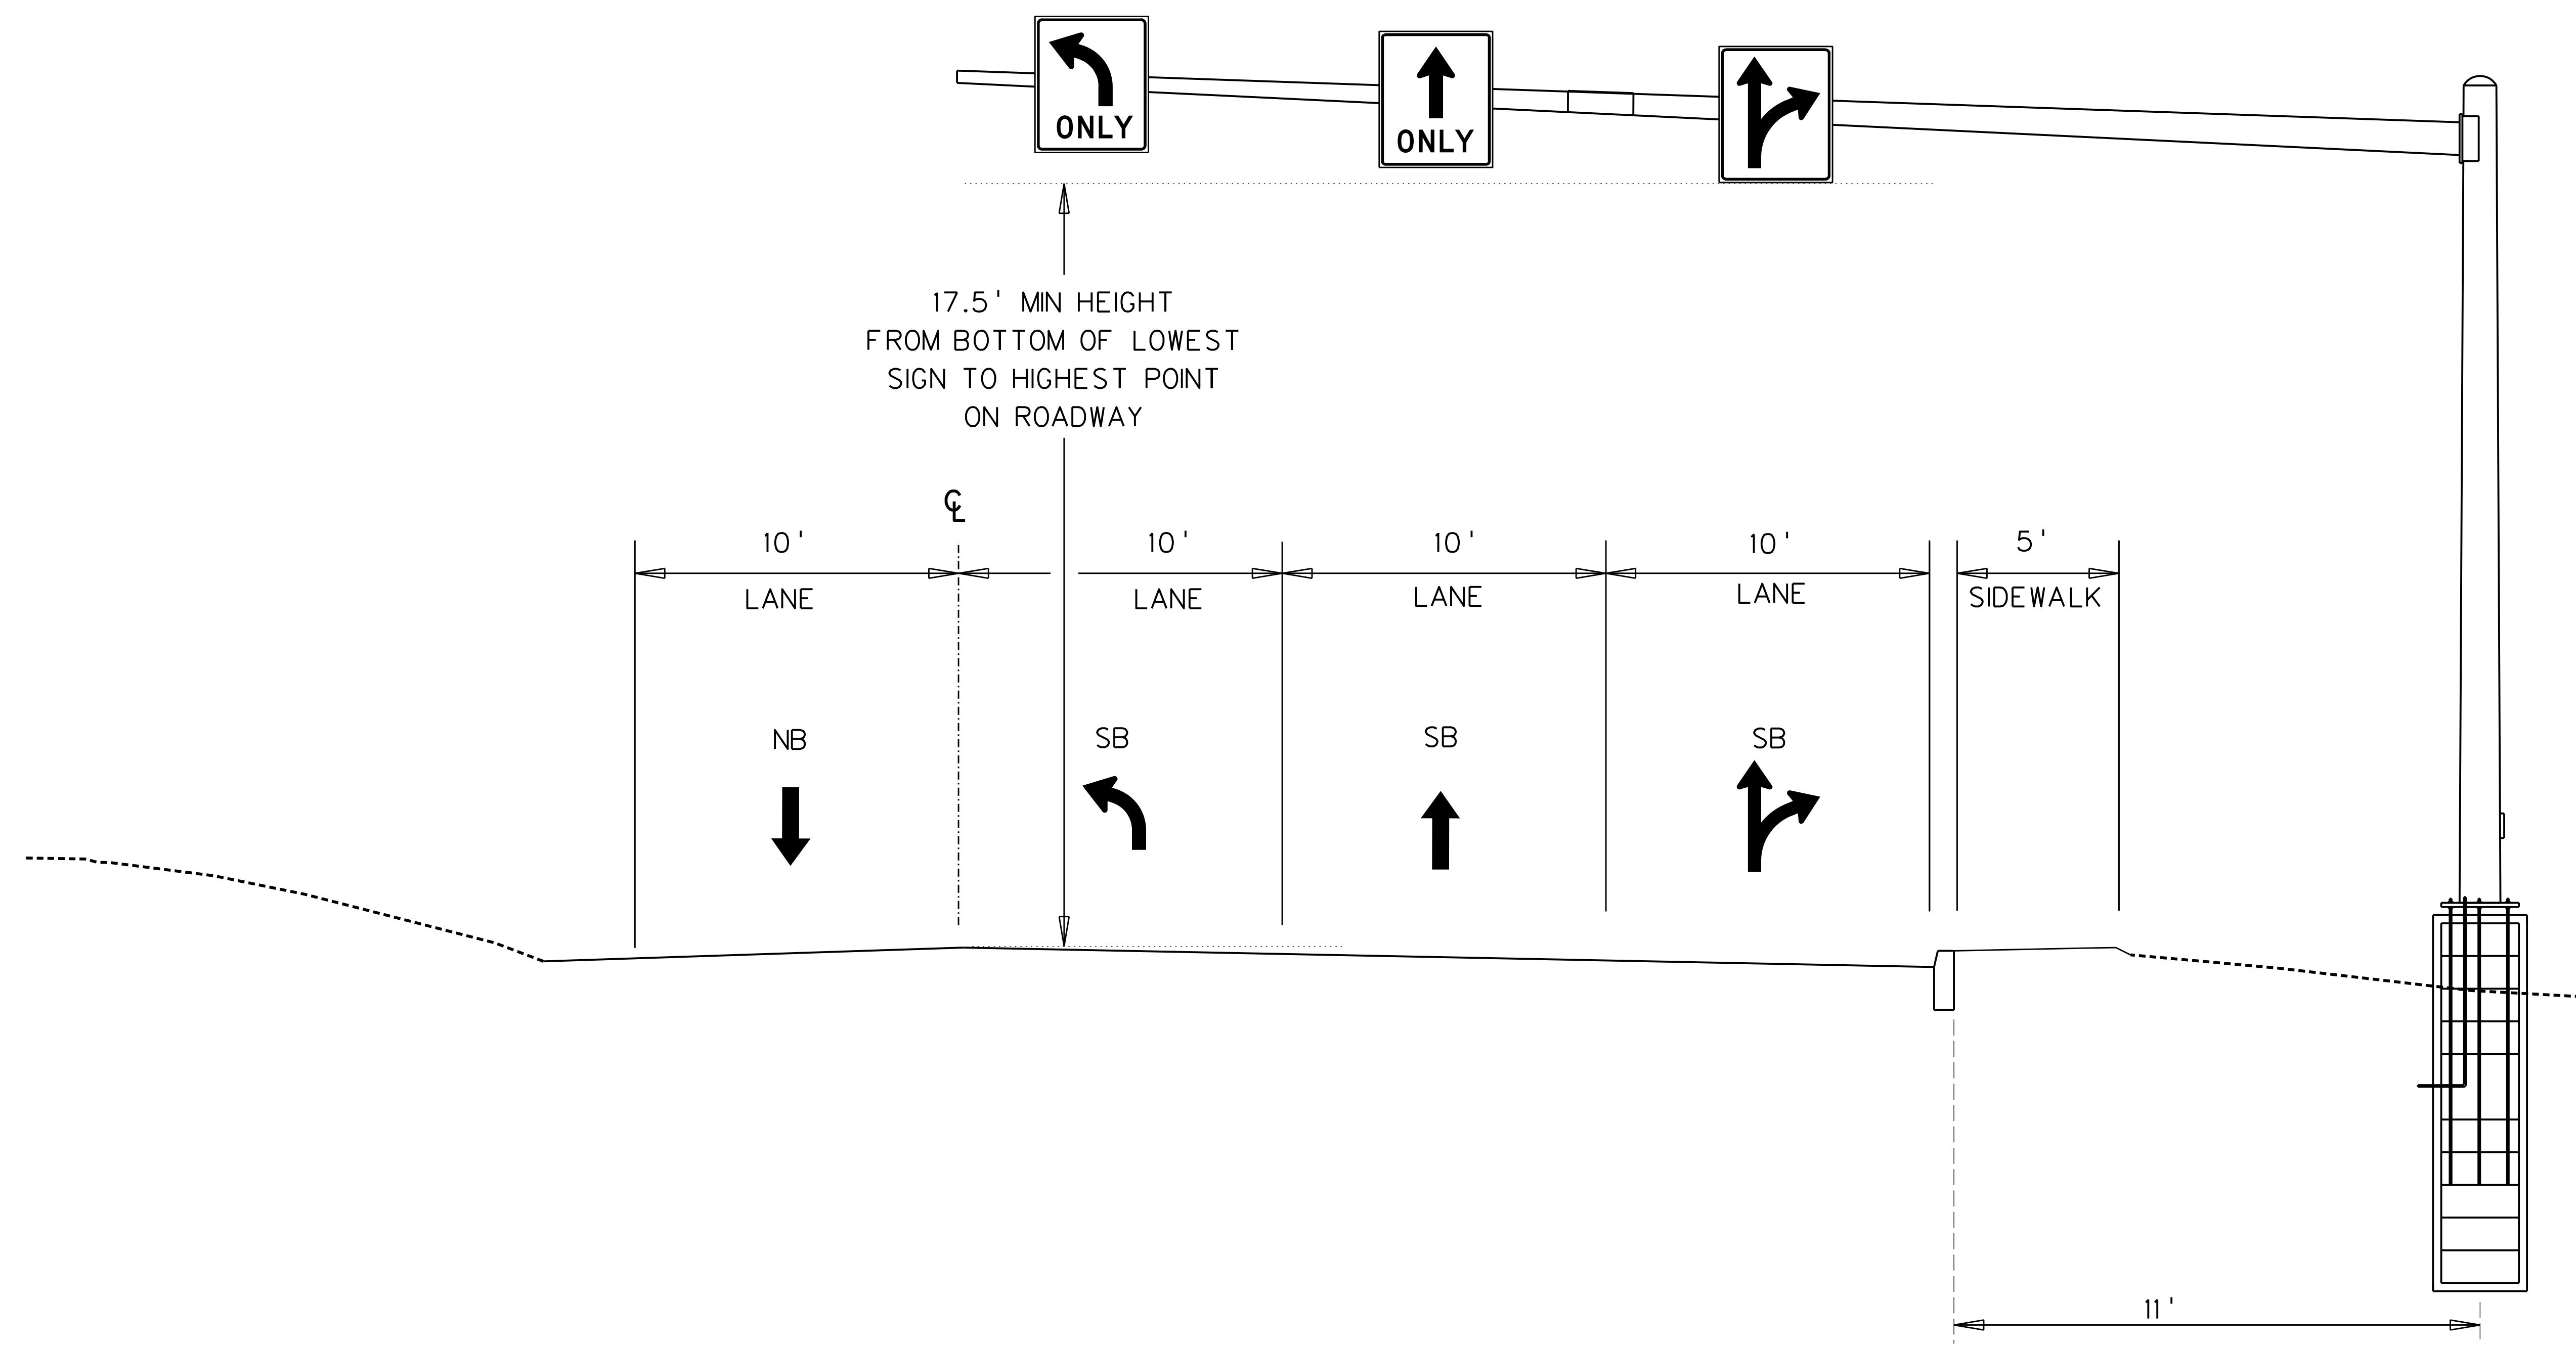 ONLY
ONLY
17.5' MIN HEIGHT
FROM BOTTOM OF LOWEST
SIGN TO HIGHEST POINT
ON ROADWAY
℄
10' 10' 10' 10' 5'
LANE LANE LANE LANE SIDEWALK
NB SB SB SB
11'